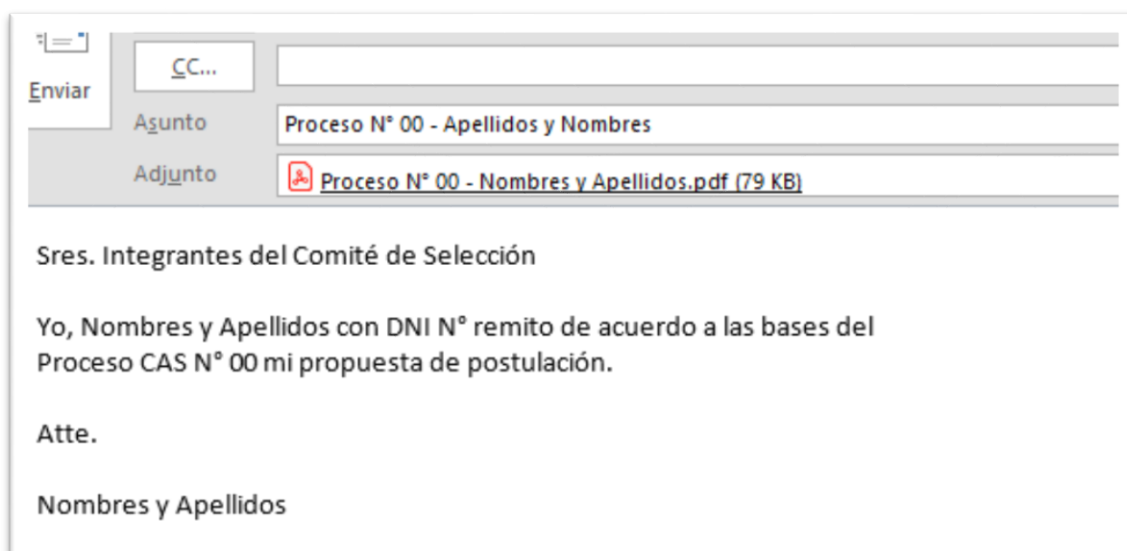 CC...
Enviar
Asunto
Proceso N° 00 - Apellidos y Nombres
Adjunto
Proceso N° 00 - Nombres y Apellidos.pdf (79 KB)
Sres. Integrantes del Comité de Selección
Yo, Nombres y Apellidos con DNI N° remito de acuerdo a las bases del
Proceso CAS N° 00 mi propuesta de postulación.
Atte.
Nombres y Apellidos